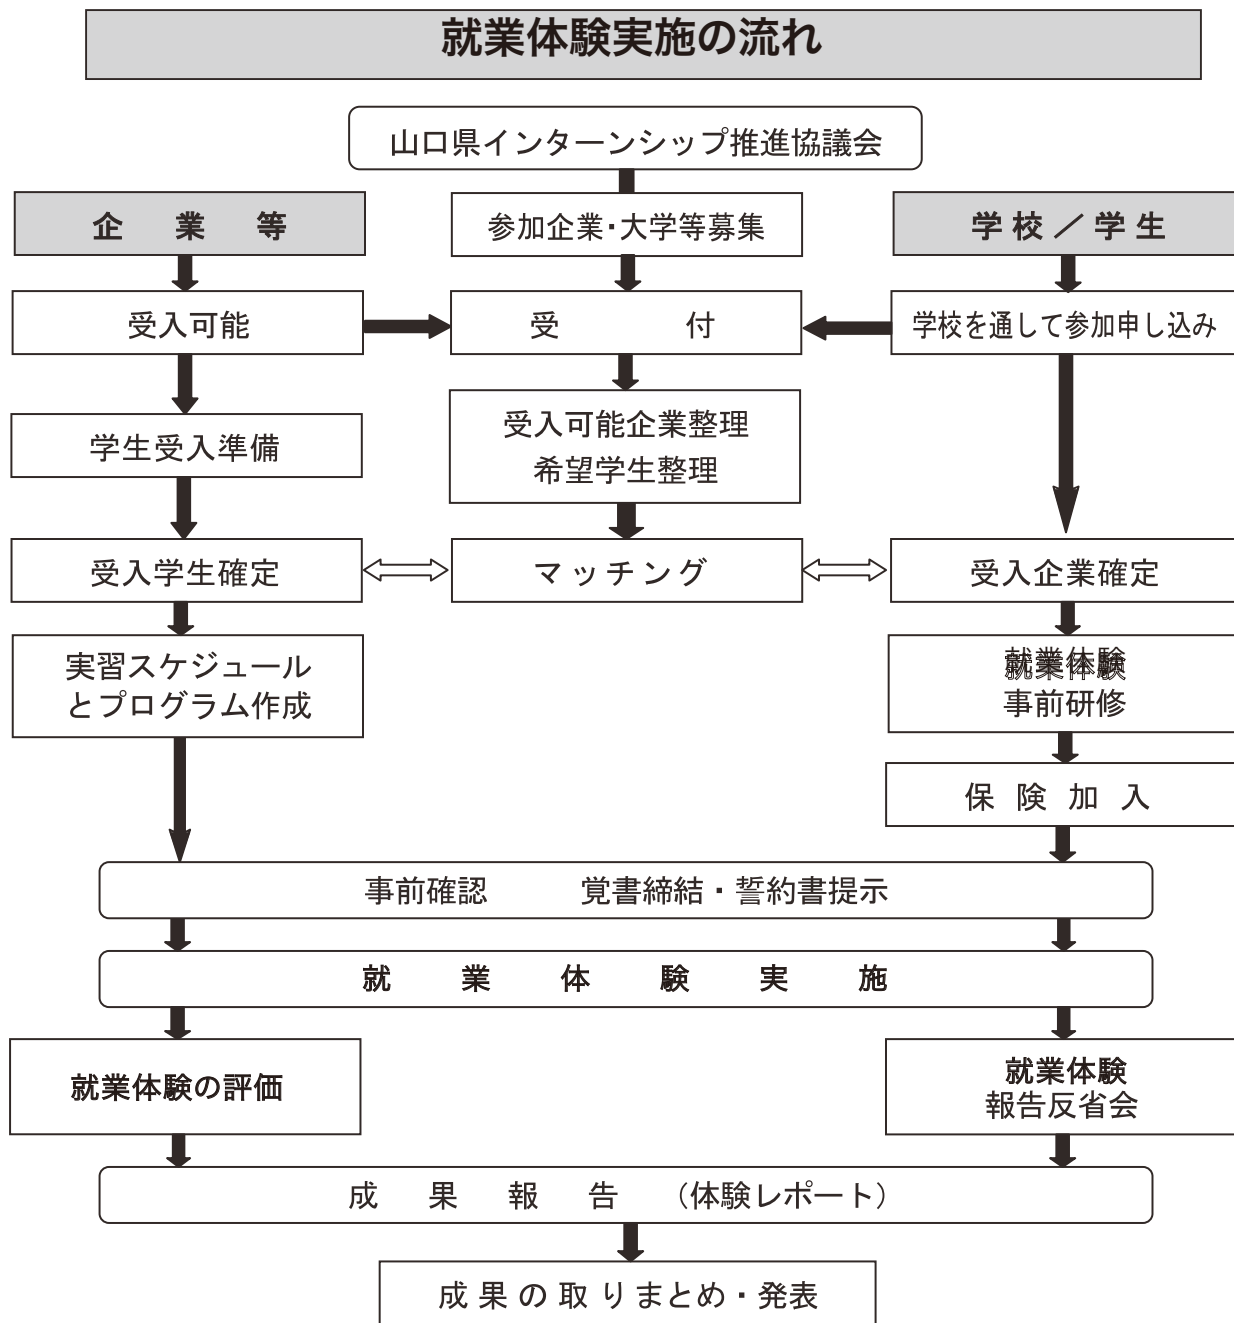 就業体験実施の流れ
山口県インターンシップ推進協議会
企業等
参加企業・大学等募集
学校／学生
受入可能
受付
学校を通して参加申し込み
学生受入準備
受入可能企業整理
希望学生整理
受入学生確定
マッチング
受入企業確定
実習スケジュール
とプログラム作成
就業体験
事前研修
保険加入
事前確認　覚書締結・誓約書提示
就業体験実施
就業体験の評価
就業体験
報告反省会
成果報告（体験レポート）
成果の取りまとめ・発表